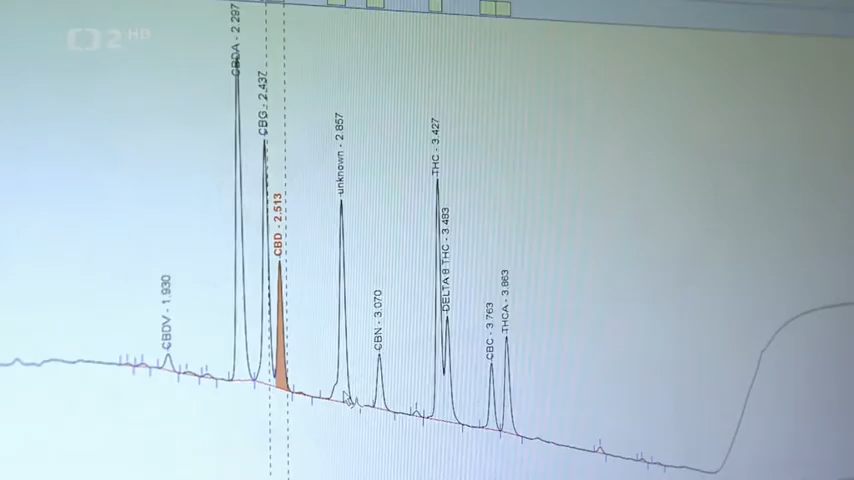 2 HD
CBDV - 1.930
CBDA - 2.297
CBG - 2.437
CBD - 2.513
unknown - 2.857
CBN - 3.070
THC - 3.427
DELTA 8 THC - 3.483
CBC - 3.763
THCA - 3.863